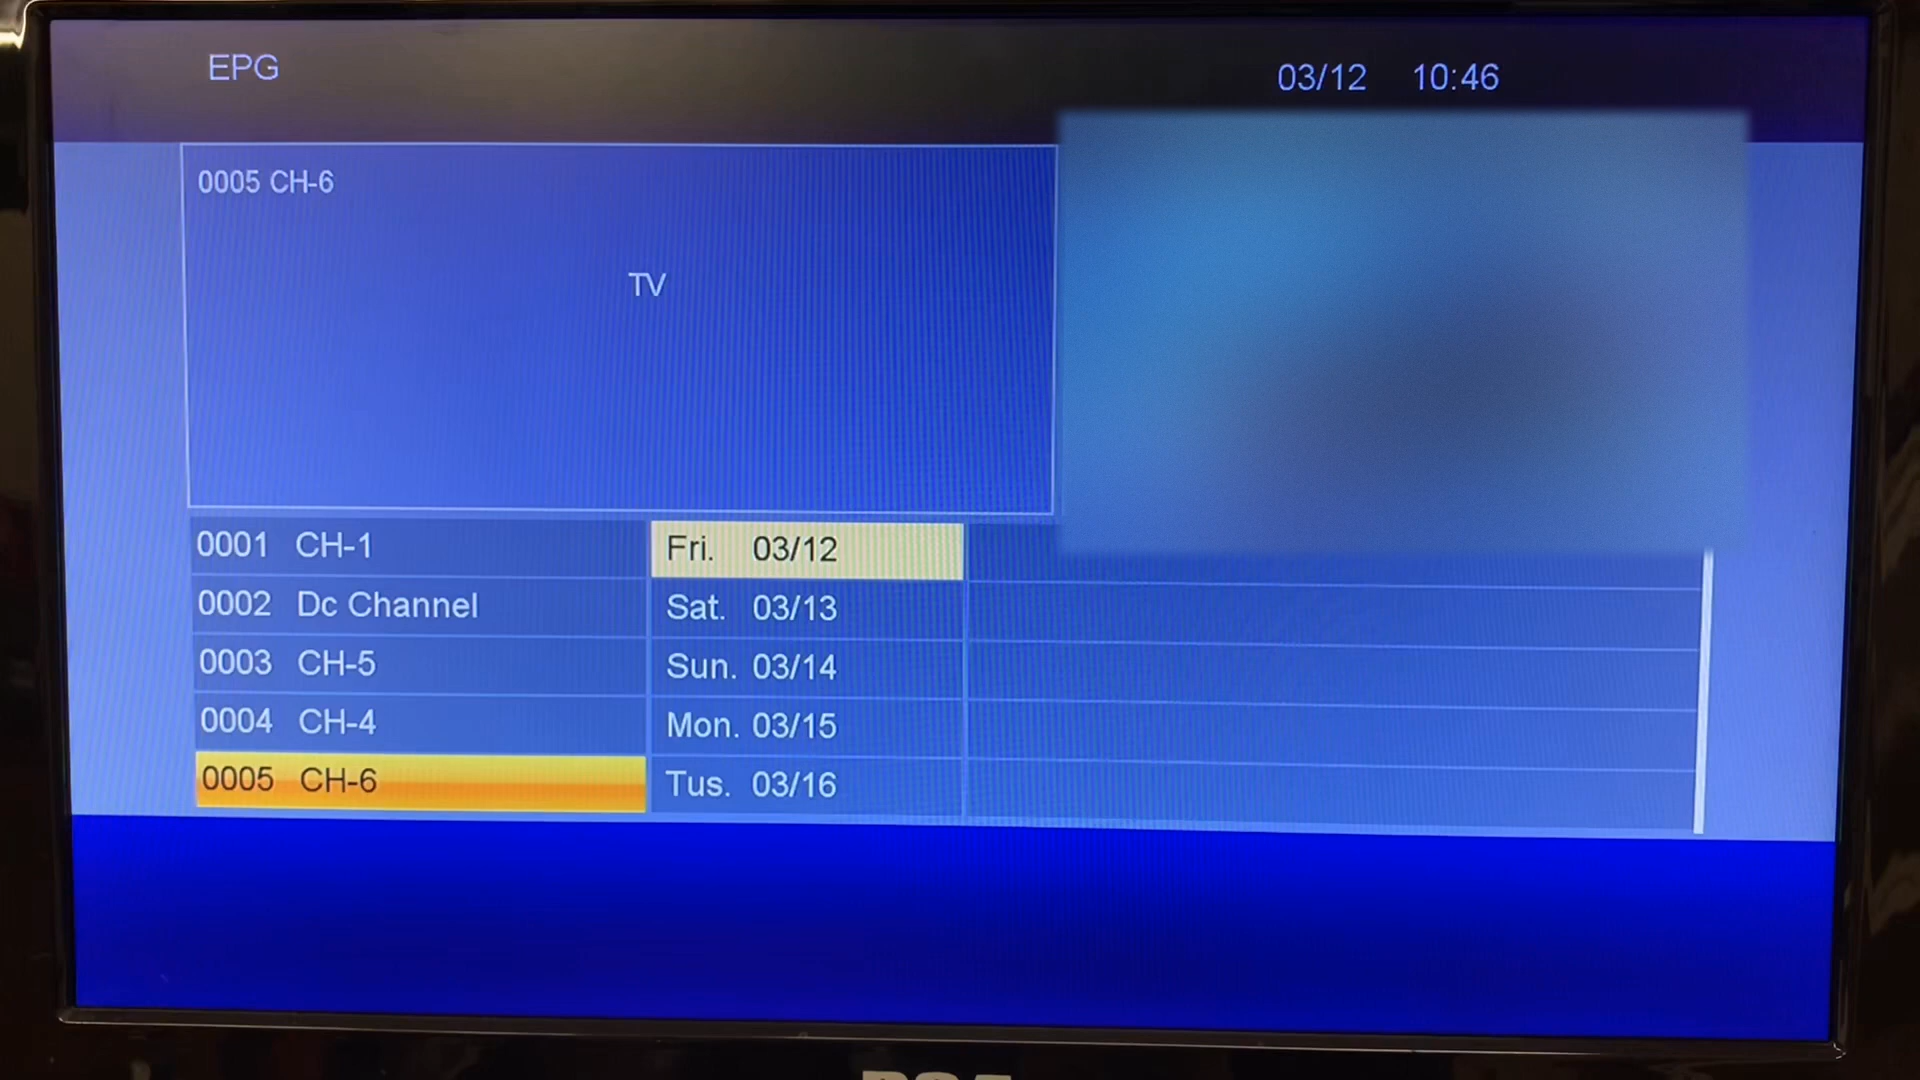 EPG
03/12 10:46
0005 CH-6
TV
0001 CH-1 Fri. 03/12
0002 Dc Channel Sat. 03/13
0003 CH-5 Sun. 03/14
0004 CH-4 Mon. 03/15
0005 CH-6 Tus. 03/16